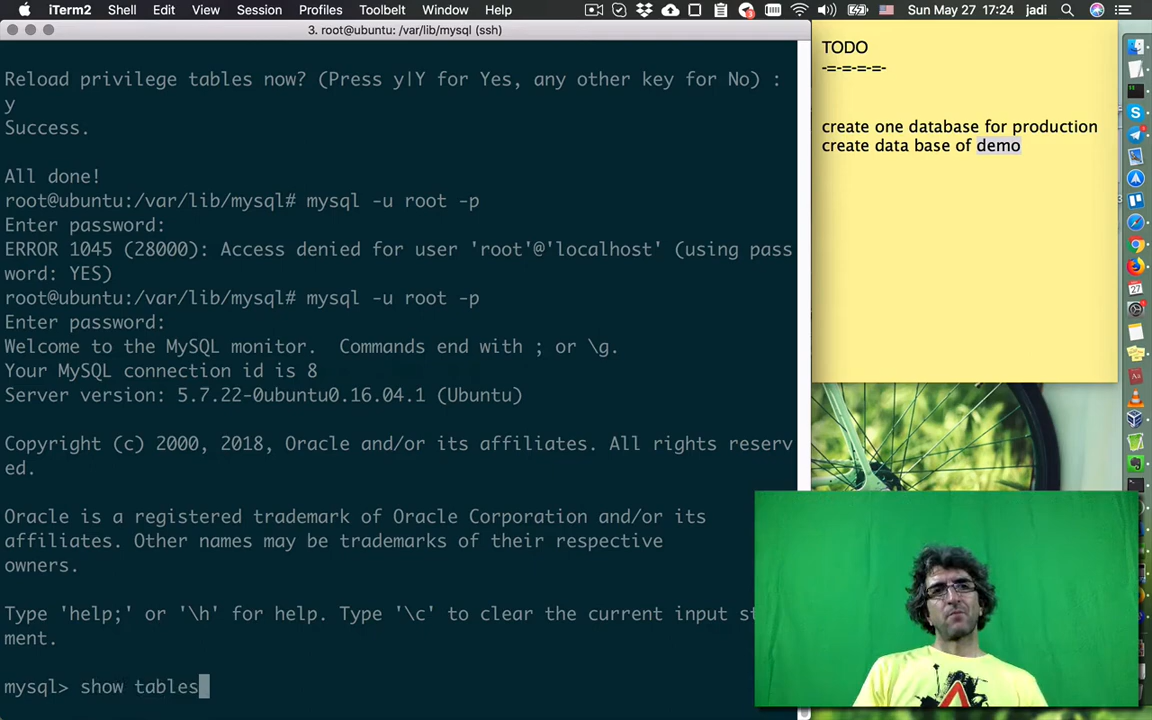 iTerm2 Shell Edit View Session Profiles Toolbelt Window Help Sun May 27 17:24 jadi
3. root@ubuntu: /var/lib/mysql (ssh)
Reload privilege tables now? (Press y|Y for Yes, any other key for No) :
y
Success.
All done!
root@ubuntu:/var/lib/mysql# mysql -u root -p
Enter password:
ERROR 1045 (28000): Access denied for user 'root'@'localhost' (using pass
word: YES)
root@ubuntu:/var/lib/mysql# mysql -u root -p
Enter password:
Welcome to the MySQL monitor.  Commands end with ; or \g.
Your MySQL connection id is 8
Server version: 5.7.22-0ubuntu0.16.04.1 (Ubuntu)
Copyright (c) 2000, 2018, Oracle and/or its affiliates. All rights reserv
ed.
Oracle is a registered trademark of Oracle Corporation and/or its
affiliates. Other names may be trademarks of their respective
owners.
Type 'help;' or '\h' for help. Type '\c' to clear the current input st
ment.
mysql> show tables
TODO
-=-=-=-=-
create one database for production
create data base of demo